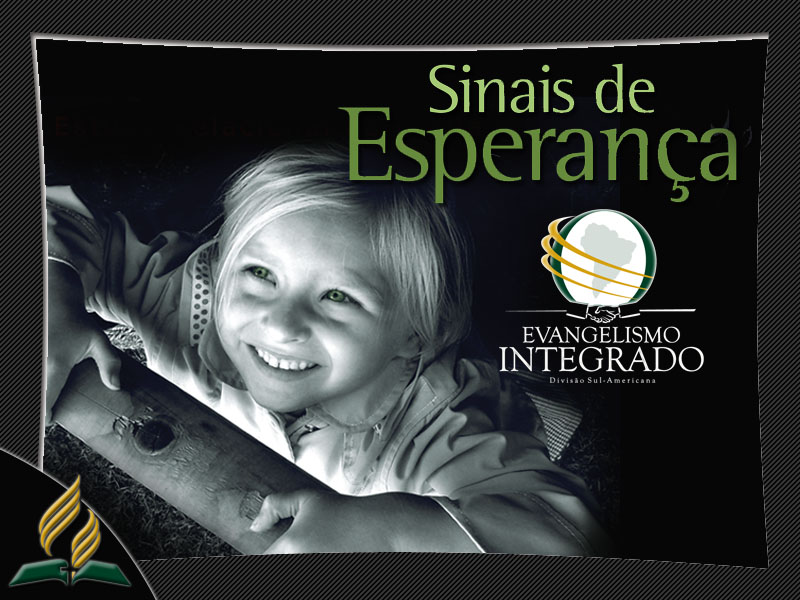 Sinais de
Esperança
EVANGELISMO
INTEGRADO
Divisão Sul-Americana